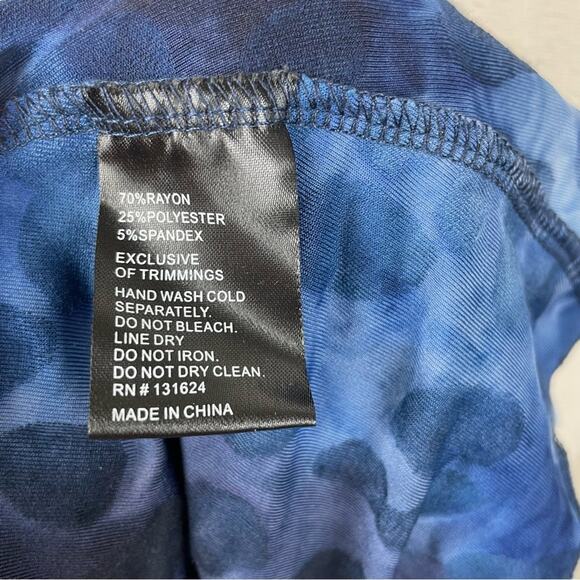 70%RAYON
25%POLYESTER
5%SPANDEX
EXCLUSIVE
OF TRIMMINGS
HAND WASH COLD
SEPARATELY.
DO NOT BLEACH.
LINE DRY
DO NOT IRON.
DO NOT DRY CLEAN.
RN # 131624
MADE IN CHINA